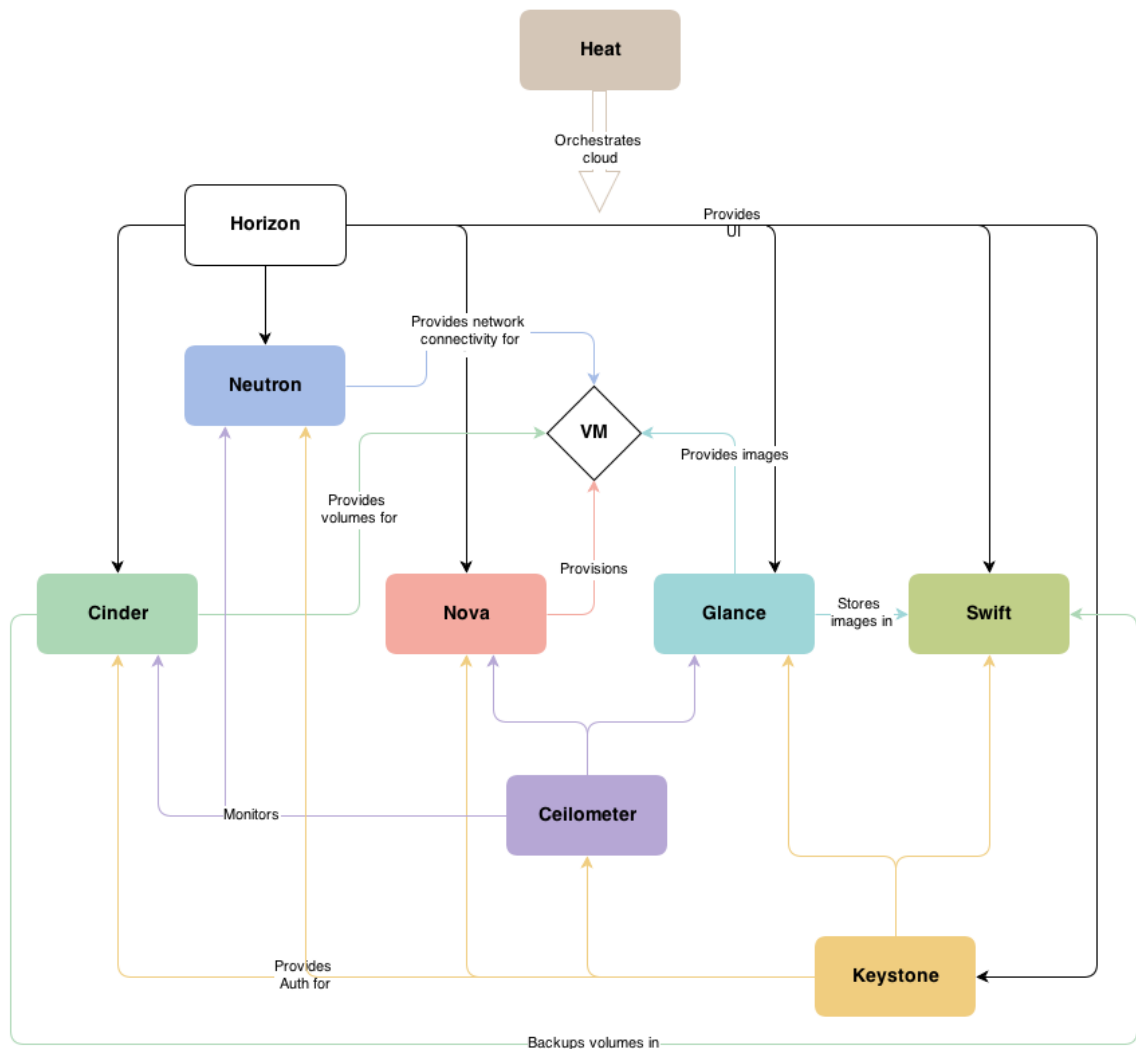 Heat
Orchestrates
cloud
Horizon
Provides
UI
Provides network
connectivity for
Neutron
VM
Provides images
Provides
volumes for
Provisions
Cinder
Nova
Glance
Stores
images in
Swift
Monitors
Ceilometer
Provides
Auth for
Keystone
Backups volumes in